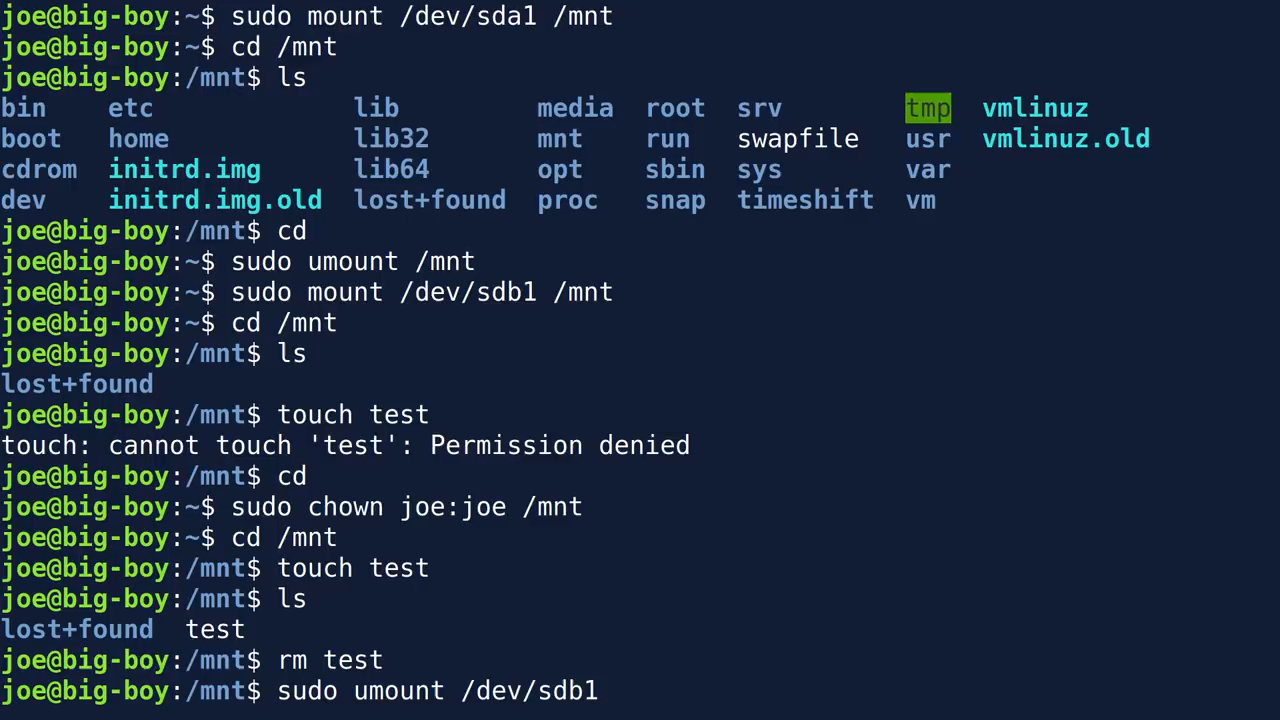 joe@big-boy:~$ sudo mount /dev/sda1 /mnt
joe@big-boy:~$ cd /mnt
joe@big-boy:/mnt$ ls
bin    etc             lib         media  root  srv        tmp  vmlinuz
boot   home            lib32       mnt    run   swapfile   usr  vmlinuz.old
cdrom  initrd.img      lib64       opt    sbin  sys        var
dev    initrd.img.old  lost+found  proc   snap  timeshift  vm
joe@big-boy:/mnt$ cd
joe@big-boy:~$ sudo umount /mnt
joe@big-boy:~$ sudo mount /dev/sdb1 /mnt
joe@big-boy:~$ cd /mnt
joe@big-boy:/mnt$ ls
lost+found
joe@big-boy:/mnt$ touch test
touch: cannot touch 'test': Permission denied
joe@big-boy:/mnt$ cd
joe@big-boy:~$ sudo chown joe:joe /mnt
joe@big-boy:~$ cd /mnt
joe@big-boy:/mnt$ touch test
joe@big-boy:/mnt$ ls
lost+found  test
joe@big-boy:/mnt$ rm test
joe@big-boy:/mnt$ sudo umount /dev/sdb1